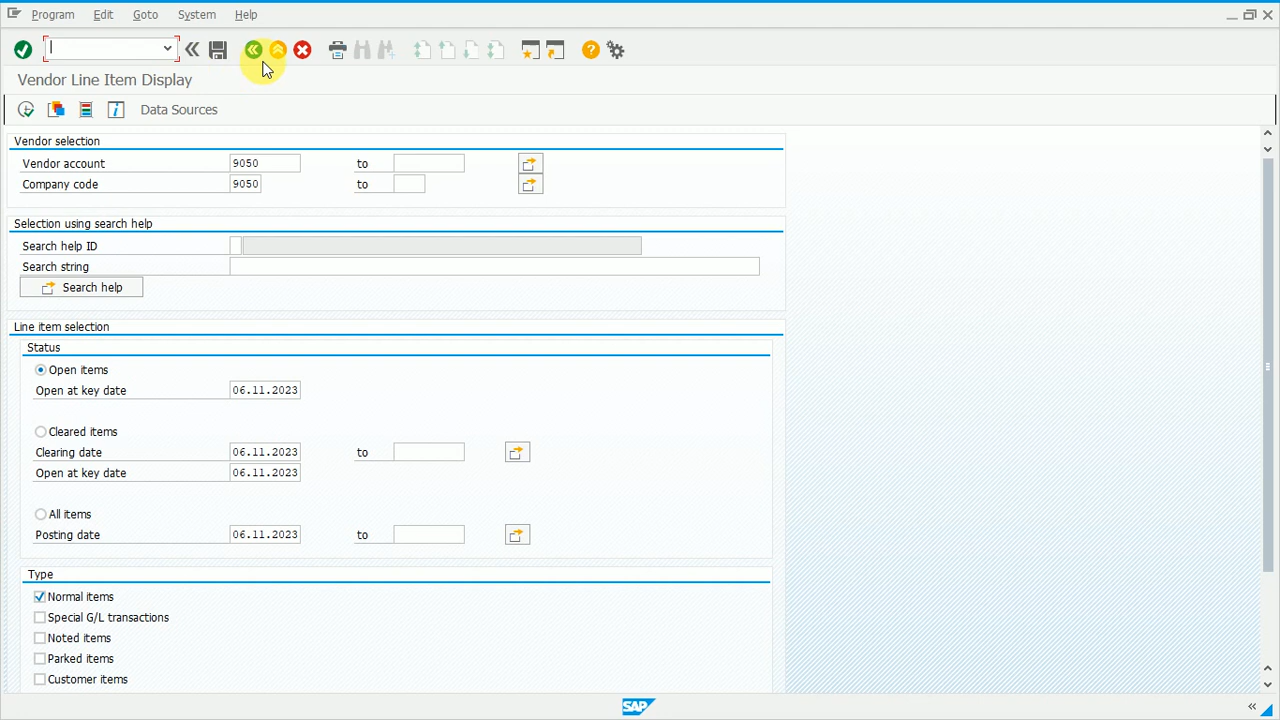 Program Edit Goto System Help
Vendor Line Item Display
Data Sources
Vendor selection
Vendor account 9050 to
Company code 9050 to
Selection using search help
Search help ID
Search string
Search help
Line item selection
Status
Open items
Open at key date 06.11.2023
Cleared items
Clearing date 06.11.2023 to
Open at key date 06.11.2023
All items
Posting date 06.11.2023 to
Type
Normal items
Special G/L transactions
Noted items
Parked items
Customer items
SAP